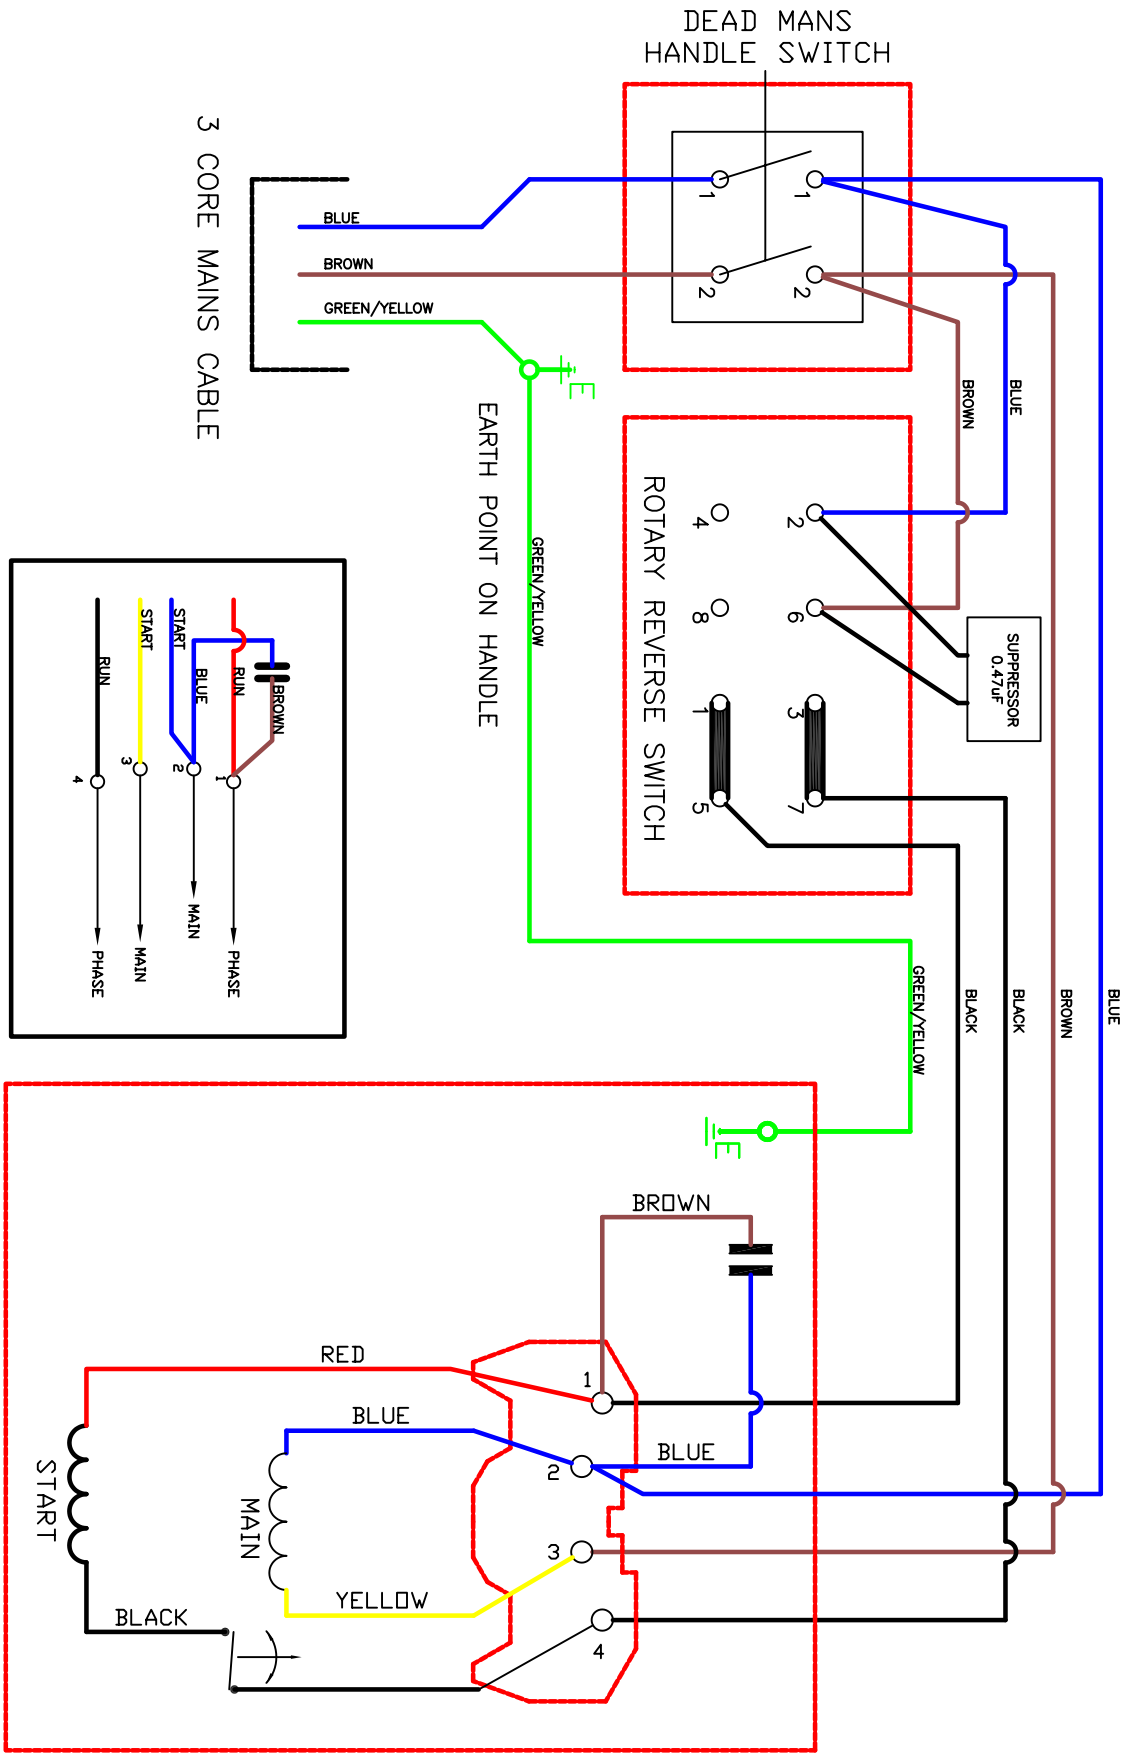 DEAD MANS
HANDLE SWITCH
1
1
2
2
3 CORE MAINS CABLE
BLUE
BROWN
GREEN/YELLOW
E
EARTH POINT ON HANDLE
GREEN/YELLOW
BROWN
BLUE
ROTARY REVERSE SWITCH
4
2
8
6
1
3
5
7
SUPPRESSOR
0.47uF
START
START
RUN
BLUE
RUN
BROWN
1
2
3
4
MAIN
PHASE
MAIN
PHASE
GREEN/YELLOW
BLACK
BLACK
BROWN
BLUE
E
BROWN
RED
1
BLUE
BLUE
2
START
MAIN
3
YELLOW
BLACK
4